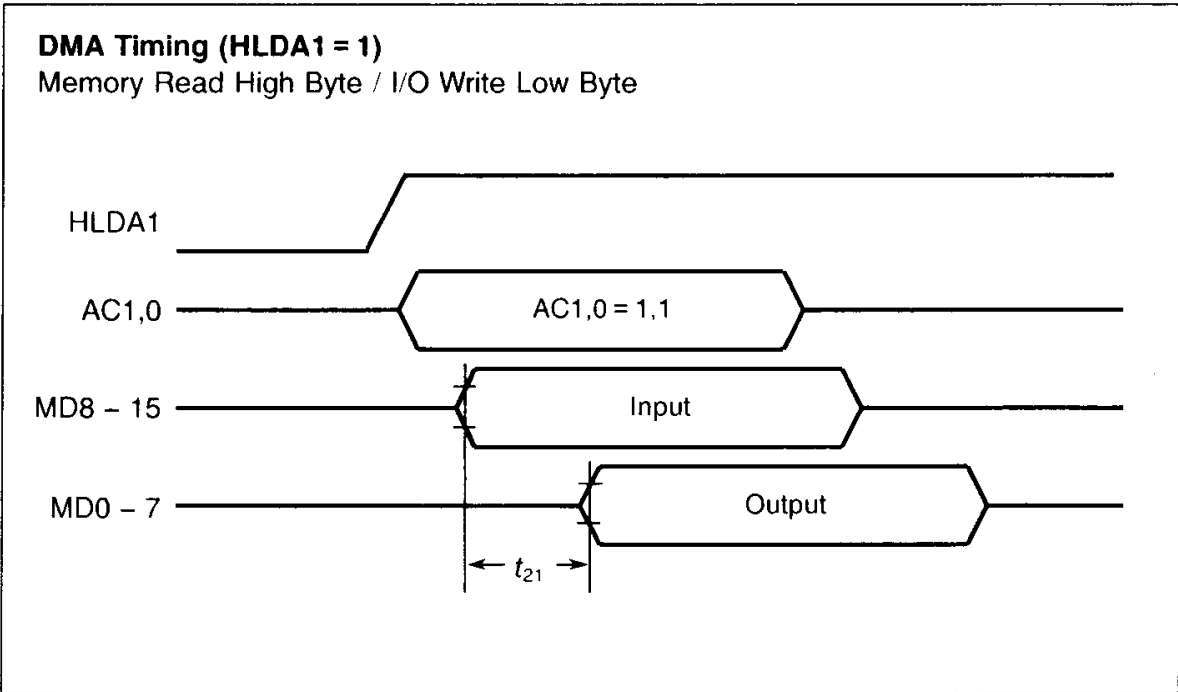 DMA Timing (HLDA1 = 1)
Memory Read High Byte / I/O Write Low Byte
HLDA1
AC1,0
AC1,0 = 1,1
MD8 – 15
Input
MD0 – 7
Output
t21